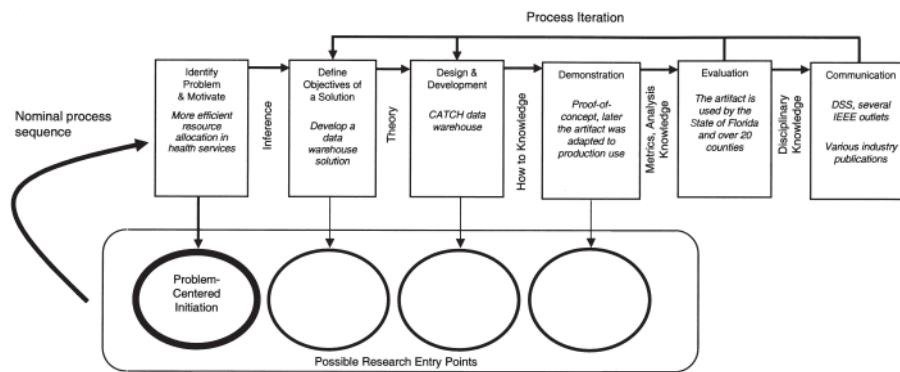 Process Iteration
Nominal process
sequence
Identify
Problem
& Motivate
More efficient
resource
allocation in
health services
Inference
Define
Objectives of
a Solution
Develop a
data
warehouse
solution
Theory
Design &
Development
CATCH data
warehouse
How to Knowledge
Demonstration
Proof-of-
concept, later
the artifact was
adapted to
production use
Metrics, Analysis
Knowledge
Evaluation
The artifact is
used by the
State of Florida
and over 20
counties
Disciplinary
Knowledge
Communication
DSS, several
IEEE outlets
Various industry
publications
Problem-
Centered
Initiation
Possible Research Entry Points